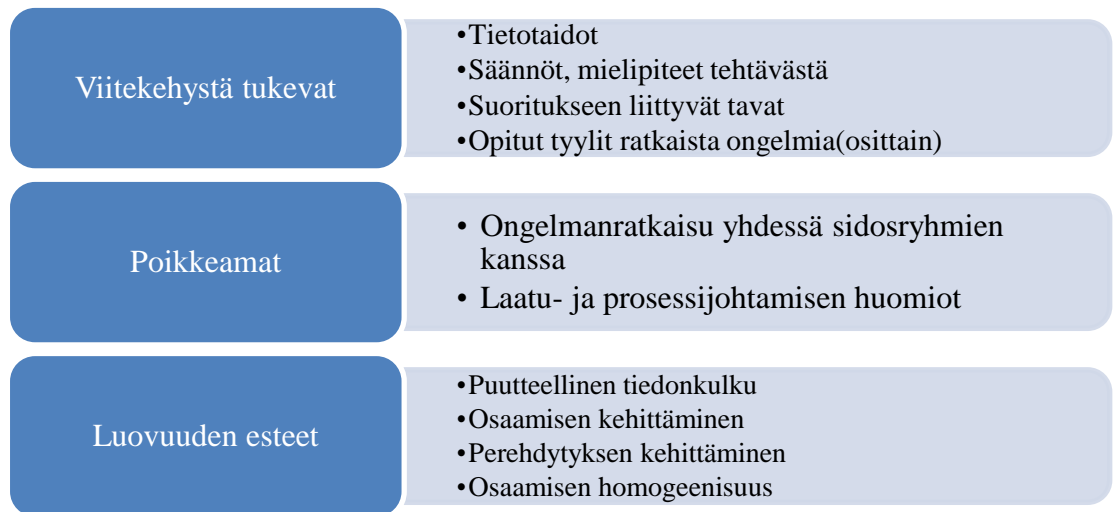 Viitekehystä tukevat
•Tietotaidot
•Säännöt, mielipiteet tehtävästä
•Suoritukseen liittyvät tavat
•Opitut tyylit ratkaista ongelmia(osittain)
Poikkeamat
• Ongelmanratkaisu yhdessä sidosryhmien
kanssa
• Laatu- ja prosessijohtamisen huomiot
Luovuuden esteet
•Puutteellinen tiedonkulku
•Osaamisen kehittäminen
•Perehdytyksen kehittäminen
•Osaamisen homogeenisuus